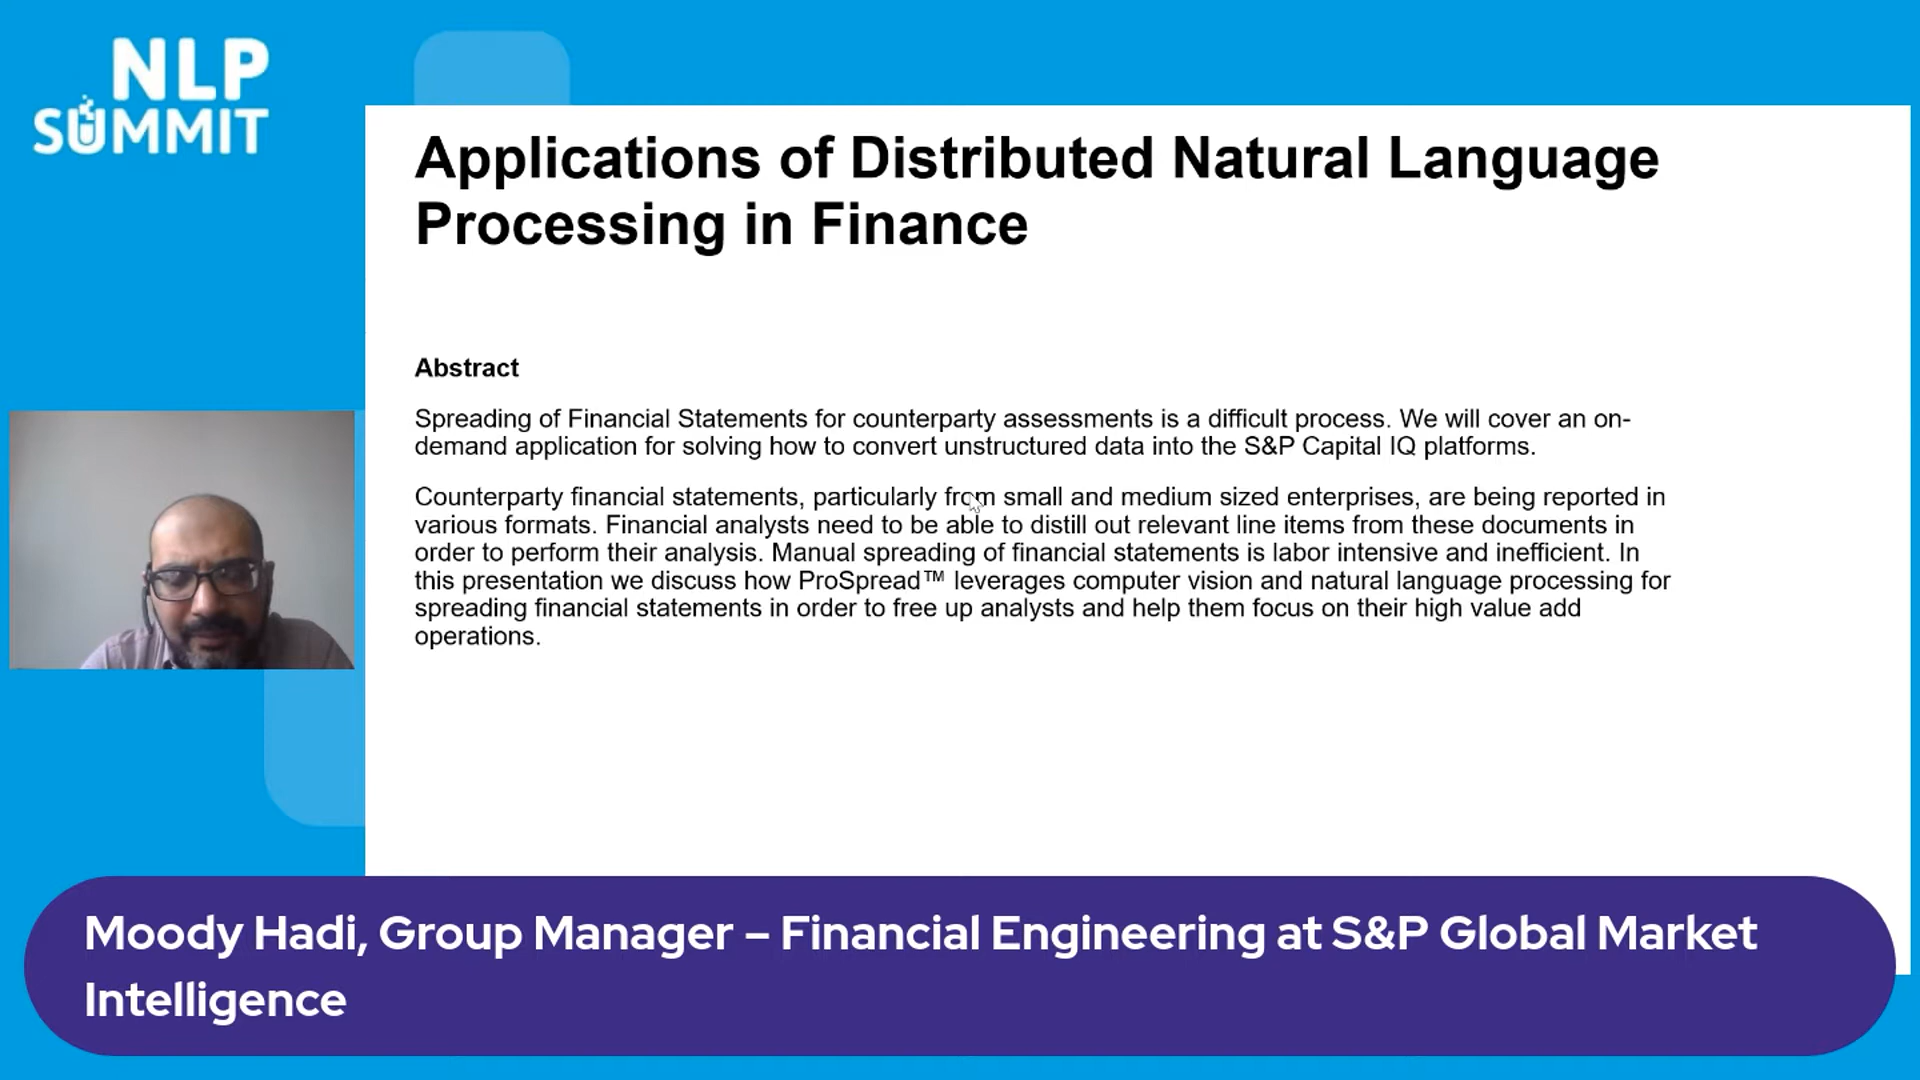 NLP
SUMMIT
Applications of Distributed Natural Language
Processing in Finance
Abstract
Spreading of Financial Statements for counterparty assessments is a difficult process. We will cover an on-
demand application for solving how to convert unstructured data into the S&P Capital IQ platforms.
Counterparty financial statements, particularly from small and medium sized enterprises, are being reported in
various formats. Financial analysts need to be able to distill out relevant line items from these documents in
order to perform their analysis. Manual spreading of financial statements is labor intensive and inefficient. In
this presentation we discuss how ProSpread™ leverages computer vision and natural language processing for
spreading financial statements in order to free up analysts and help them focus on their high value add
operations.
Moody Hadi, Group Manager – Financial Engineering at S&P Global Market
Intelligence